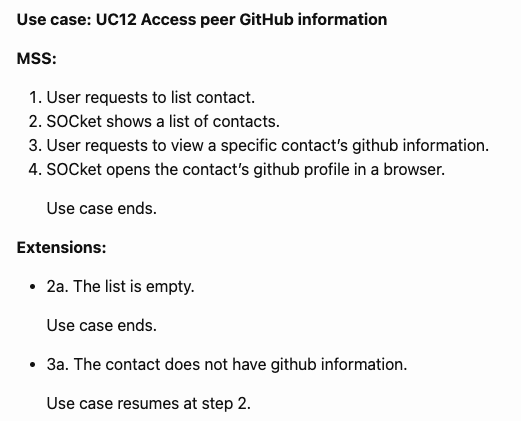 Use case: UC12 Access peer GitHub information
MSS:
1. User requests to list contact.
2. SOCket shows a list of contacts.
3. User requests to view a specific contact’s github information.
4. SOCket opens the contact’s github profile in a browser.
Use case ends.
Extensions:
• 2a. The list is empty.
Use case ends.
• 3a. The contact does not have github information.
Use case resumes at step 2.